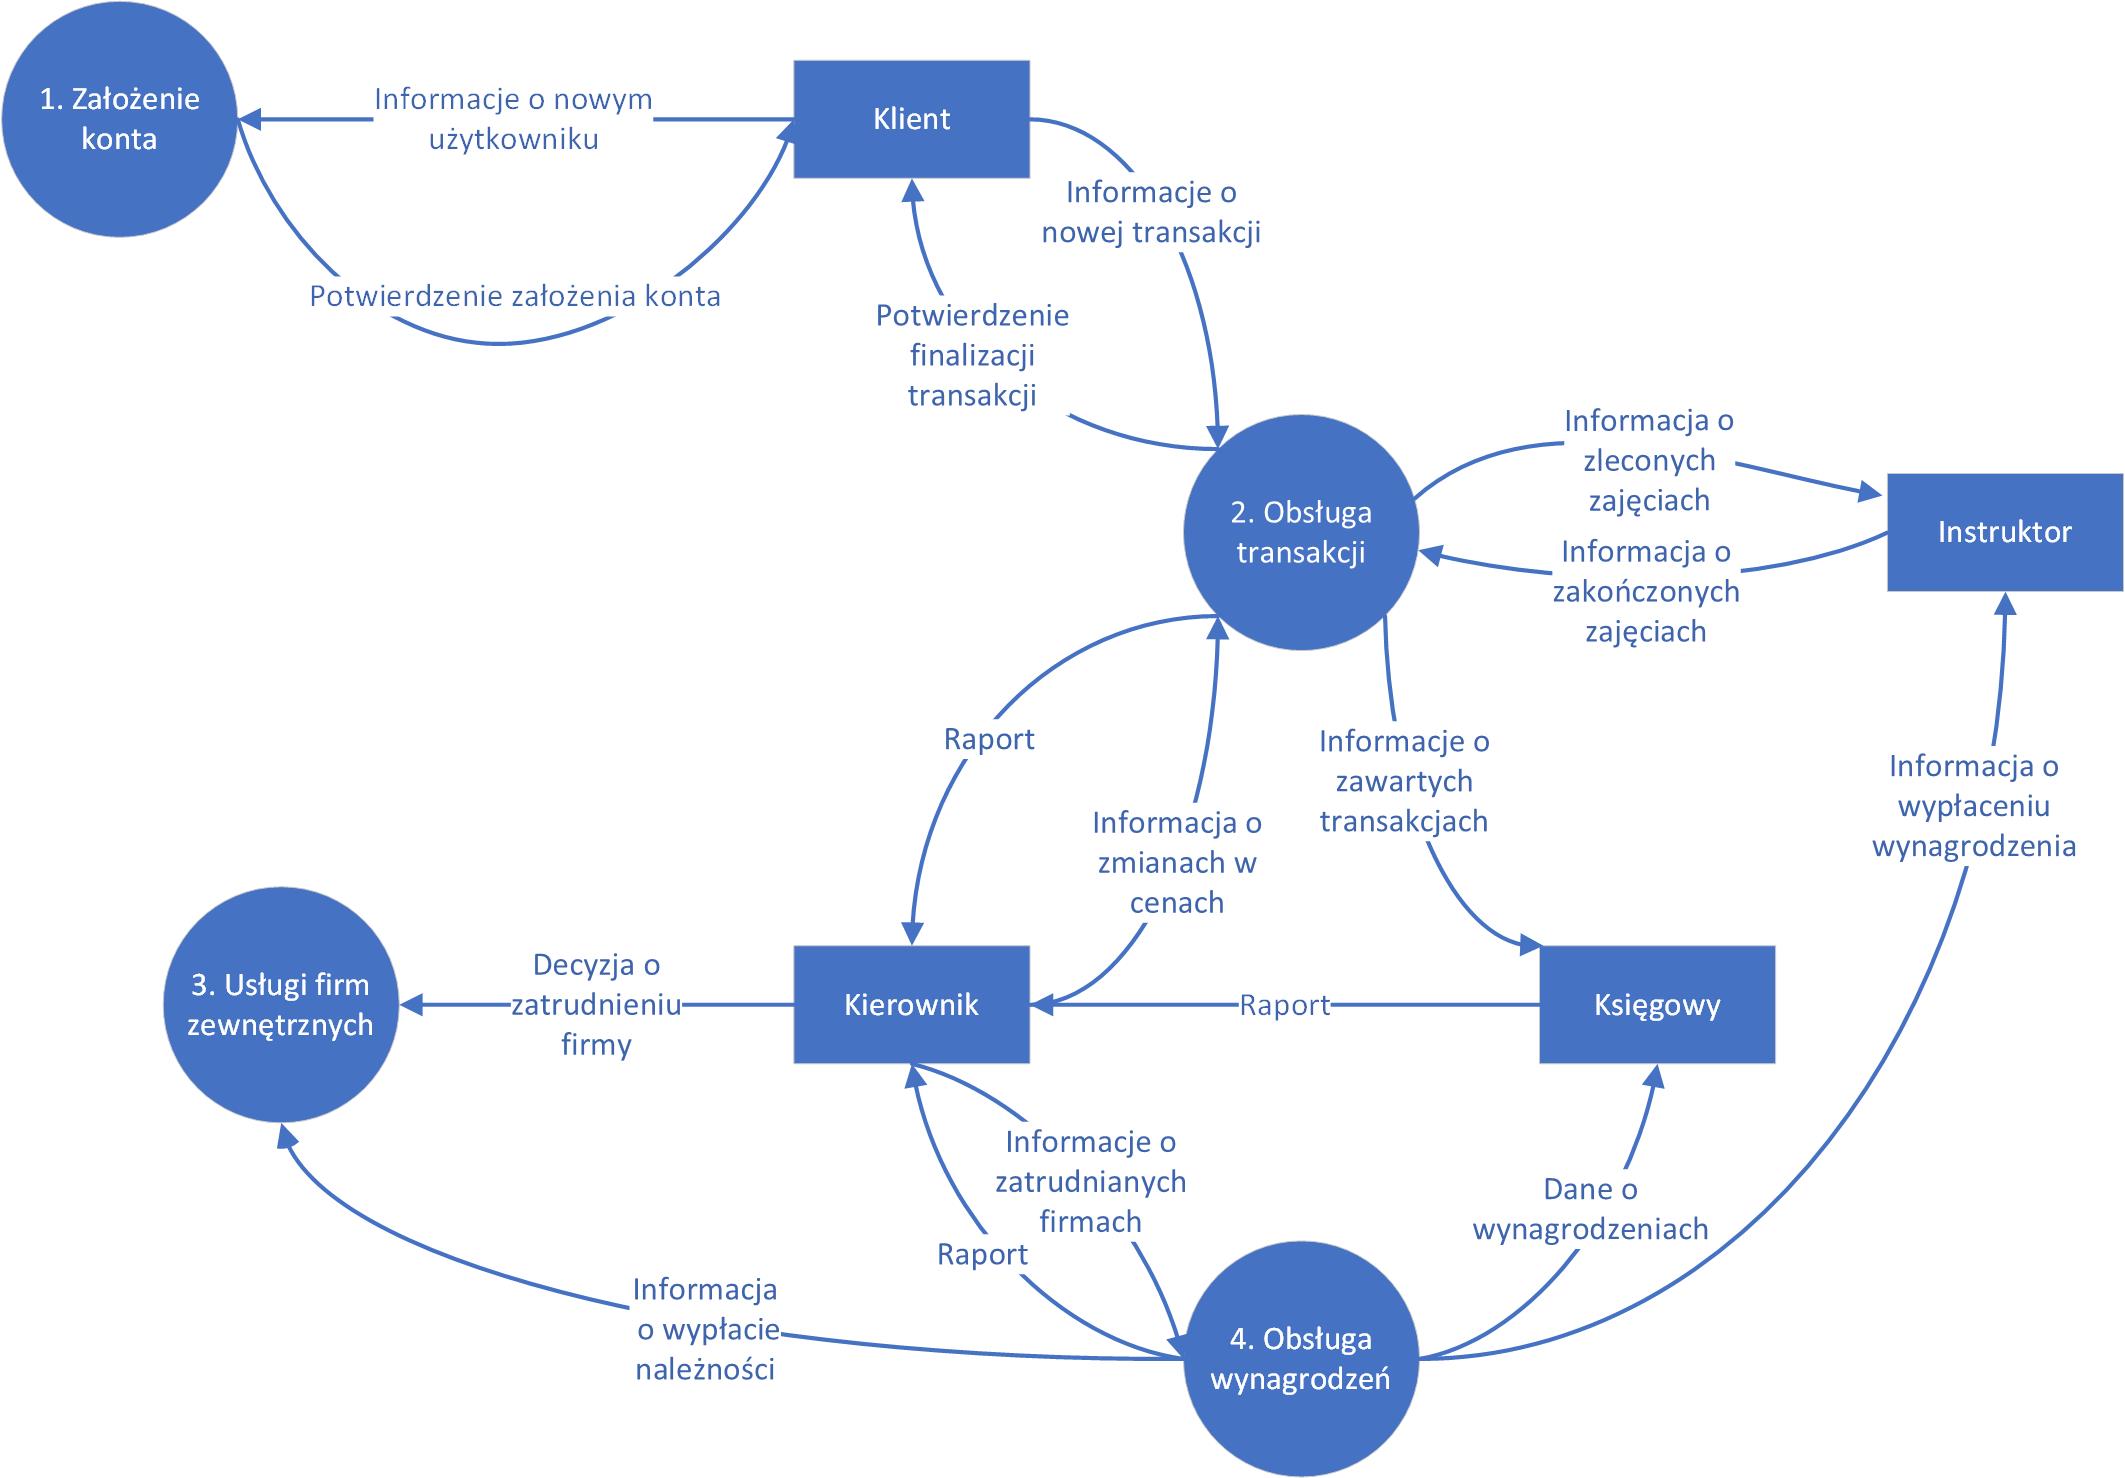 1. Założenie
konta
Informacje o nowym
użytkowniku
Klient
Informacje o
nowej transakcji
Potwierdzenie założenia konta
Potwierdzenie
finalizacji
transakcji
2. Obsługa
transakcji
Informacja o
zleconych
zajęciach
Informacja o
zakończonych
zajęciach
Instruktor
Raport
Informacja o
zmianach w
cenach
Informacje o
zawartych
transakcjach
Informacja o
wypłaceniu
wynagrodzenia
3. Usługi firm
zewnętrznych
Decyzja o
zatrudnieniu
firmy
Kierownik
Raport
Księgowy
Informacje o
zatrudnianych
firmach
Raport
Dane o
wynagrodzeniach
Informacja
o wypłacie
należności
4. Obsługa
wynagrodzeń